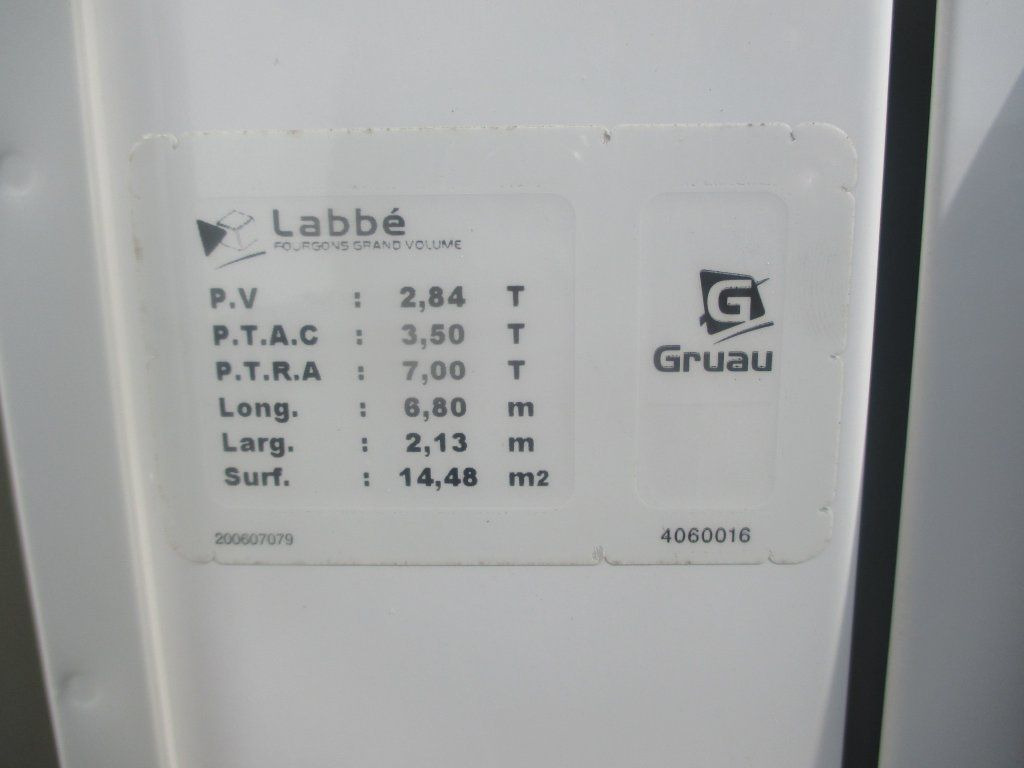 Labbé
FOURGONS GRAND VOLUME
P.V : 2,84 T
P.T.A.C : 3,50 T
P.T.R.A : 7,00 T
Long. : 6,80 m
Larg. : 2,13 m
Surf. : 14,48 m2
200607079
G
Gruau
4060016